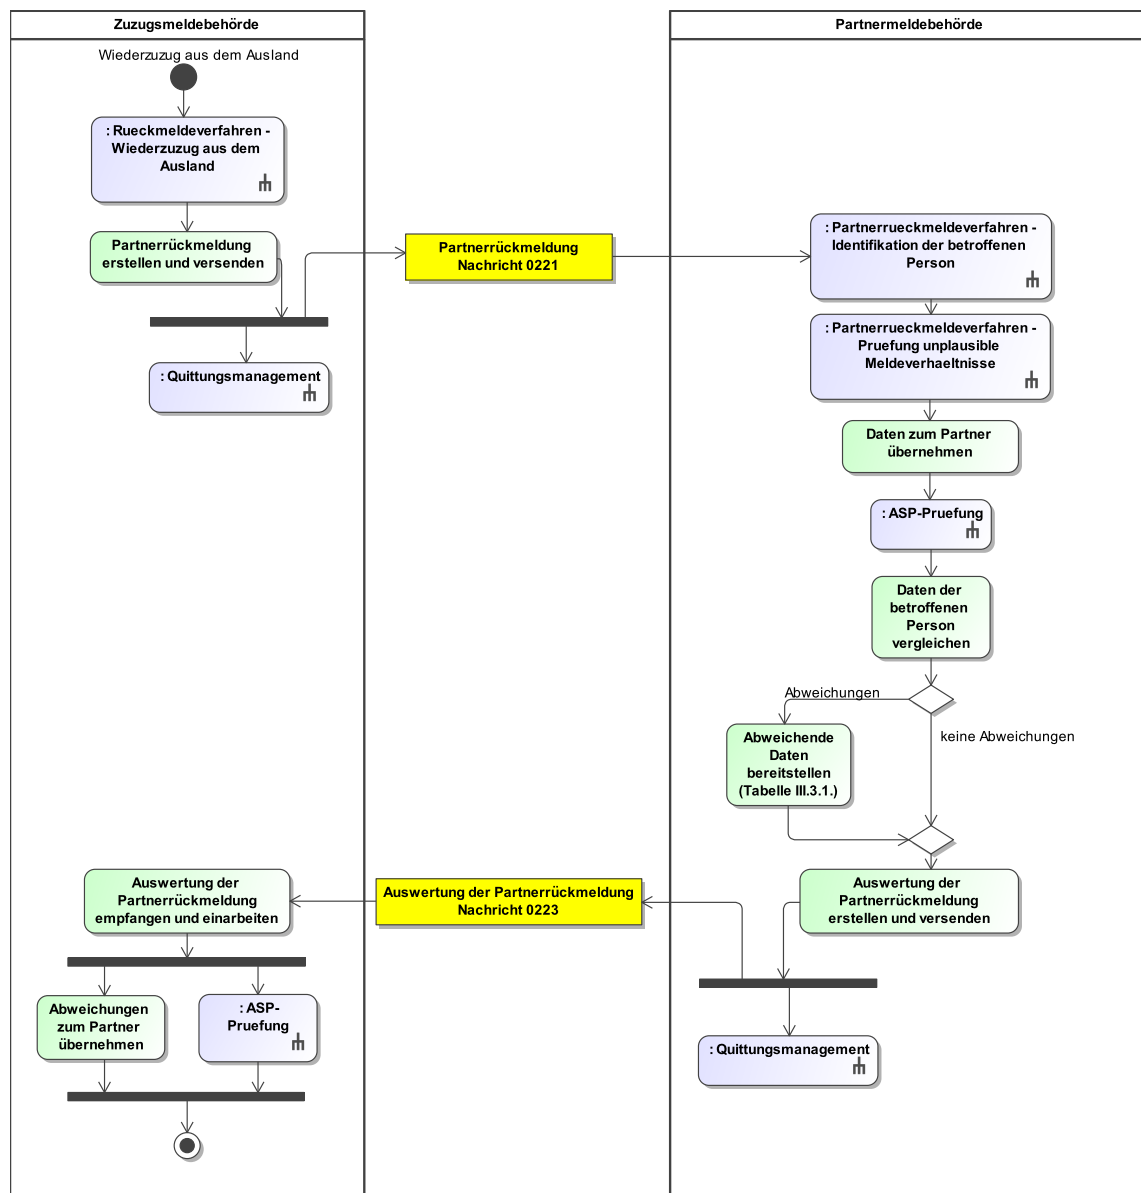 Zuzugsmeldebehörde
Partnermeldebehörde
Wiederzuzug aus dem Ausland
: Rueckmeldeverfahren -
Wiederzuzug aus dem
Ausland
Partnerrückmeldung
erstellen und versenden
Partnerrückmeldung
Nachricht 0221
: Partnerrueckmeldeverfahren -
Identifikation der betroffenen
Person
: Quittungsmanagement
: Partnerrueckmeldeverfahren -
Pruefung unplausible
Meldeverhaeltnisse
Daten zum Partner
übernehmen
: ASP-Pruefung
Daten der
betroffenen
Person
vergleichen
Abweichungen
keine Abweichungen
Abweichende
Daten
bereitstellen
(Tabelle III.3.1.)
Auswertung der
Partnerrückmeldung
erstellen und versenden
Auswertung der Partnerrückmeldung
Nachricht 0223
Auswertung der
Partnerrückmeldung
empfangen und einarbeiten
: Quittungsmanagement
Abweichungen
zum Partner
übernehmen
: ASP-
Pruefung